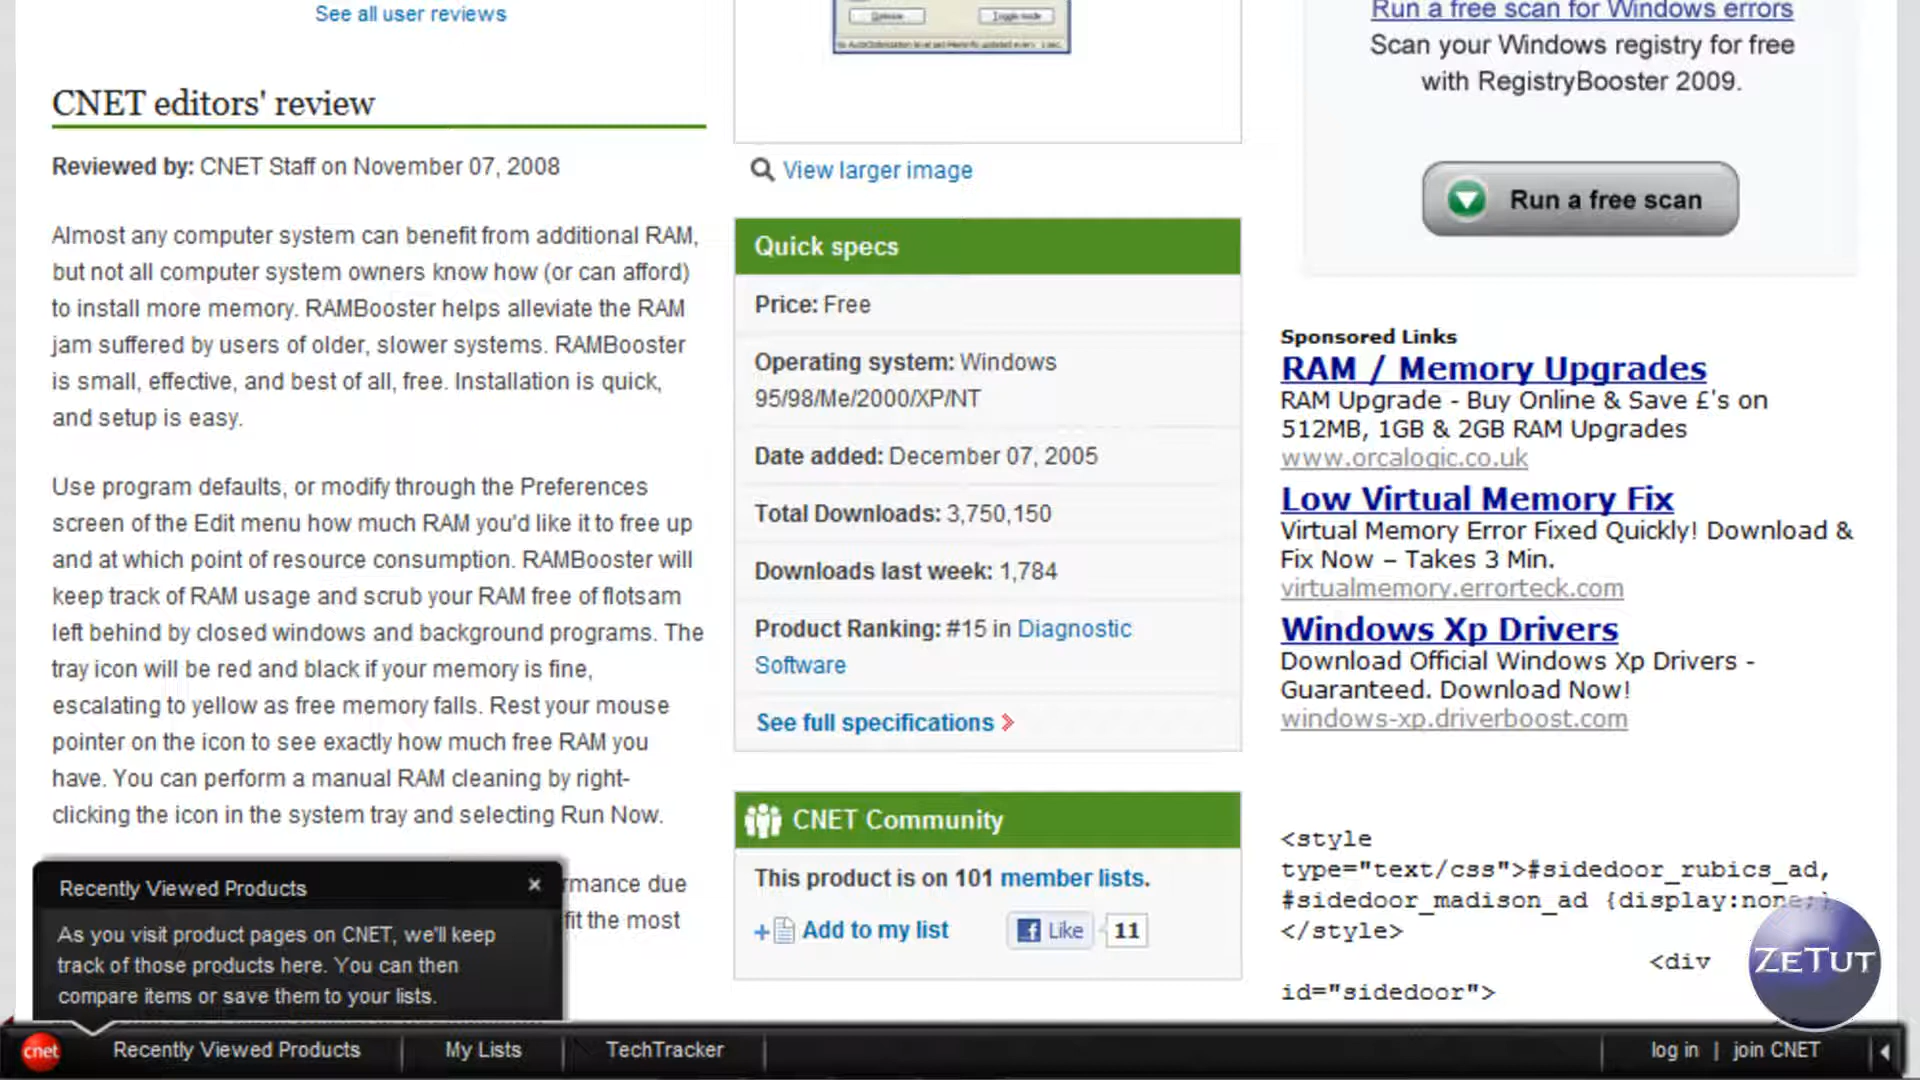 See all user reviews
CNET editors' review
Reviewed by: CNET Staff on November 07, 2008
Almost any computer system can benefit from additional RAM,
but not all computer system owners know how (or can afford)
to install more memory. RAMBooster helps alleviate the RAM
jam suffered by users of older, slower systems. RAMBooster
is small, effective, and best of all, free. Installation is quick,
and setup is easy.
Use program defaults, or modify through the Preferences
screen of the Edit menu how much RAM you'd like it to free up
and at which point of resource consumption. RAMBooster will
keep track of RAM usage and scrub your RAM free of flotsam
left behind by closed windows and background programs. The
tray icon will be red and black if your memory is fine,
escalating to yellow as free memory falls. Rest your mouse
pointer on the icon to see exactly how much free RAM you
have. You can perform a manual RAM cleaning by right-
clicking the icon in the system tray and selecting Run Now.
rmance due
fit the most
Recently Viewed Products
As you visit product pages on CNET, we'll keep
track of those products here. You can then
compare items or save them to your lists.
Optimize Toggle mode
View larger image
Quick specs
Price: Free
Operating system: Windows
95/98/Me/2000/XP/NT
Date added: December 07, 2005
Total Downloads: 3,750,150
Downloads last week: 1,784
Product Ranking: #15 in Diagnostic
Software
See full specifications
CNET Community
This product is on 101 member lists.
+ Add to my list Like 11
Run a free scan for Windows errors
Scan your Windows registry for free
with RegistryBooster 2009.
Run a free scan
Sponsored Links
RAM / Memory Upgrades
RAM Upgrade - Buy Online & Save £'s on
512MB, 1GB & 2GB RAM Upgrades
www.orcalogic.co.uk
Low Virtual Memory Fix
Virtual Memory Error Fixed Quickly! Download &
Fix Now – Takes 3 Min.
virtualmemory.errorteck.com
Windows Xp Drivers
Download Official Windows Xp Drivers -
Guaranteed. Download Now!
windows-xp.driverboost.com
<style
type="text/css">#sidedoor_rubics_ad,
#sidedoor_madison_ad {display:none;}
</style>
<div
id="sidedoor">
ZeTuT
cnet Recently Viewed Products My Lists TechTracker log in | join CNET